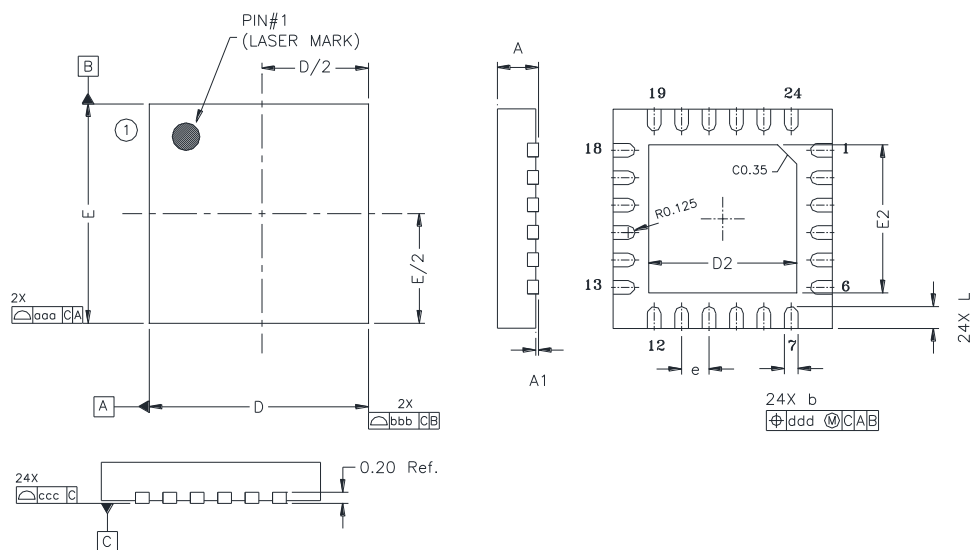 PIN#1
(LASER MARK)
D/2
B
1
E
E/2
2X
aaa C A
A
D
2X
bbb C B
24X
ccc C
C
0.20 Ref.
A
A1
19
24
18
1
C0.35
R0.125
E2
D2
13
6
12
7
24X L
e
24X b
ddd M C A B